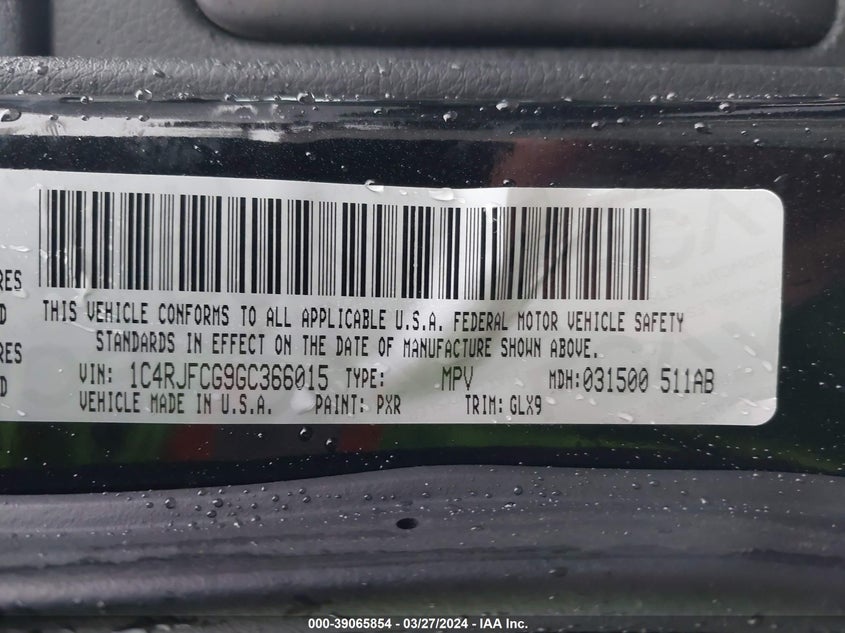 RES
D
RES
D
THIS VEHICLE CONFORMS TO ALL APPLICABLE U.S.A. FEDERAL MOTOR VEHICLE SAFETY
STANDARDS IN EFFECT ON THE DATE OF MANUFACTURE SHOWN ABOVE.
VIN: 1C4RJFCG9GC366015 TYPE: MPV MDH:031500 511AB
VEHICLE MADE IN U.S.A. PAINT: PXR TRIM: GLX9
000-39065854 - 03/27/2024 - IAA Inc.